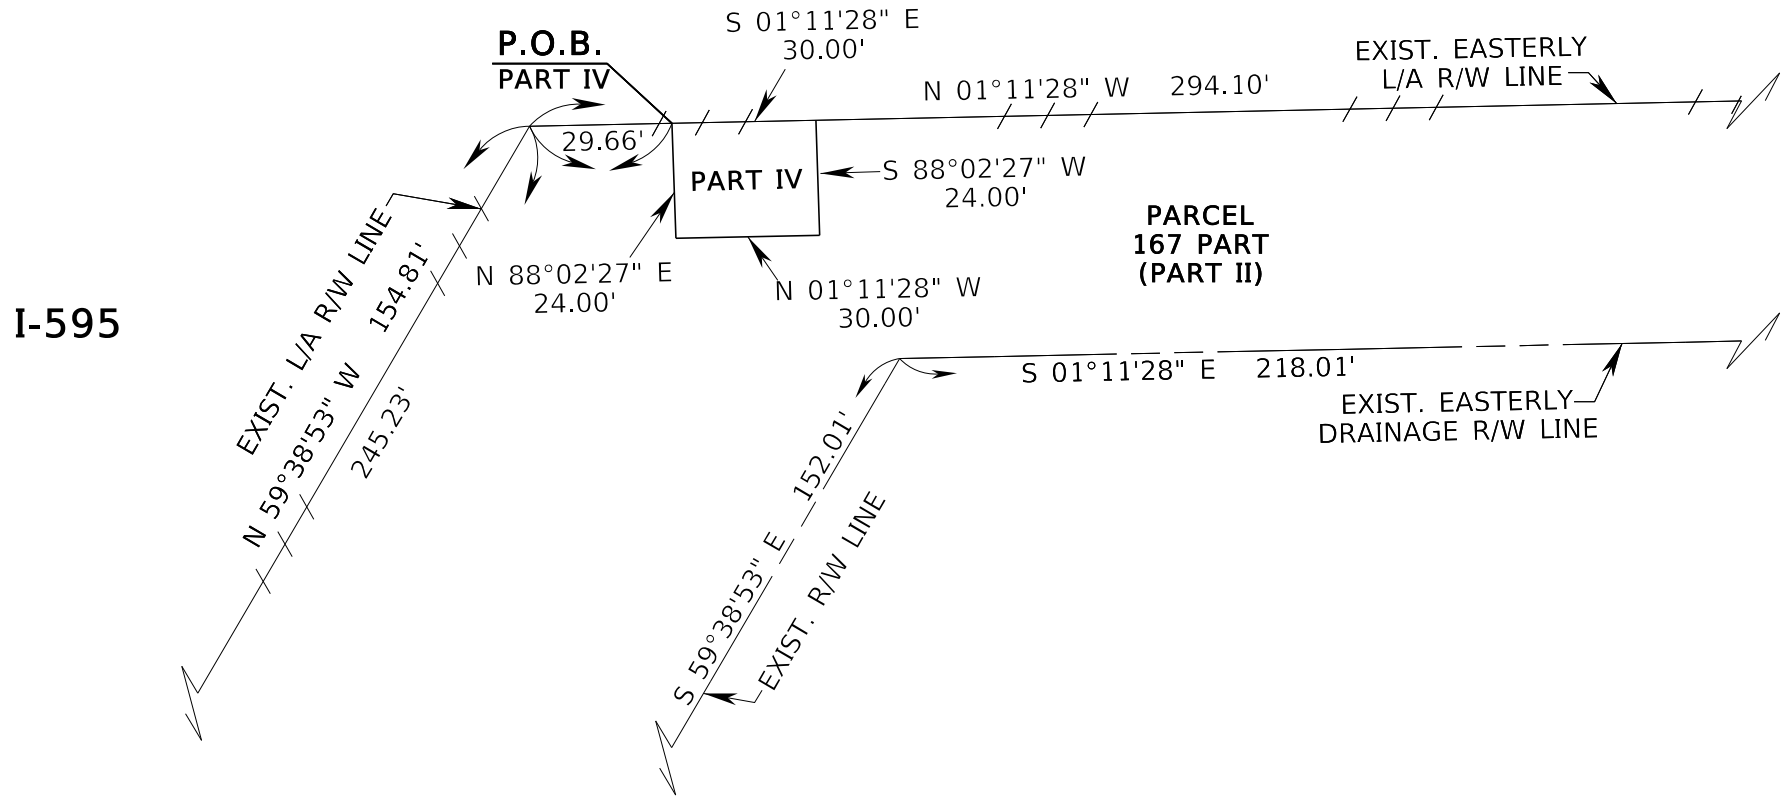 S 01°11'28" E
30.00'
P.O.B.
PART IV
EXIST. EASTERLY
L/A R/W LINE
N 01°11'28" W 294.10'
29.66'
PART IV
S 88°02'27" W
24.00'
PARCEL
167 PART
(PART II)
EXIST. L/A R/W LINE
N 59°38'53" W 154.81'
245.23'
N 88°02'27" E
24.00'
N 01°11'28" W
30.00'
I-595
S 01°11'28" E 218.01'
EXIST. EASTERLY
DRAINAGE R/W LINE
S 59°38'53" E 152.01'
EXIST. R/W LINE